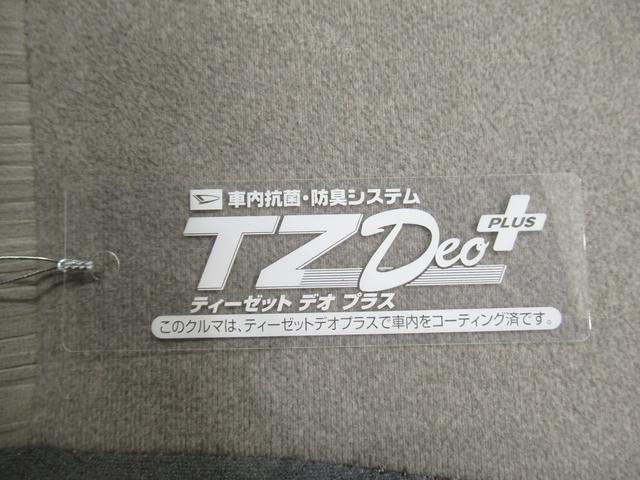 車内抗菌・防臭システム
TZ Deo PLUS
ティーゼット デオ プラス
このクルマは、ティーゼットデオプラスで車内をコーティング済です。